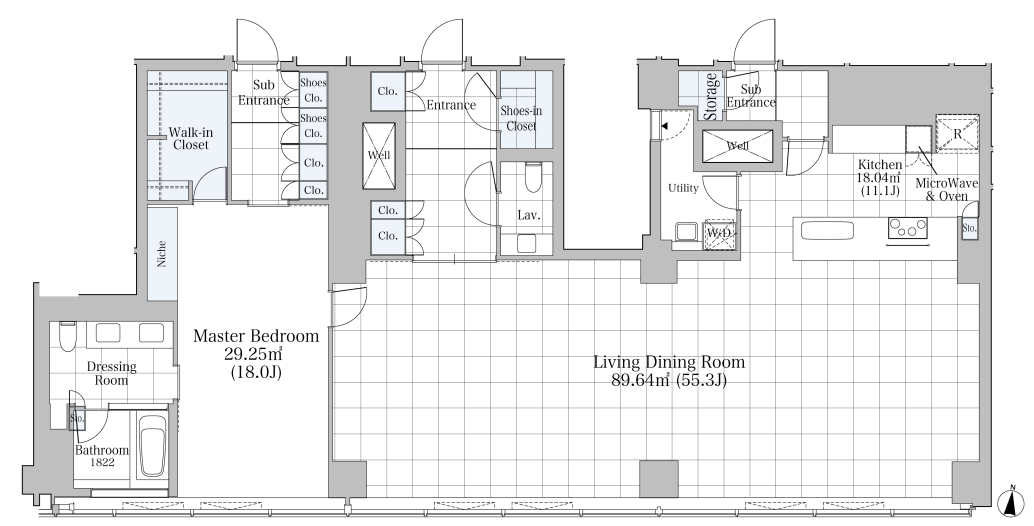 Sub
Entrance
Shoes
Clo.
Shoes
Clo.
Clo.
Clo.
Walk-in
Closet
Niche
Clo.
Entrance
Shoes-in
Closet
Well
Clo.
Clo.
Lav.
Storage
Sub
Entrance
Well
Utility
W.D.
Kitchen
18.04㎡
(11.1J)
R
MicroWave
& Oven
Sto.
Master Bedroom
29.25㎡
(18.0J)
Living Dining Room
89.64㎡ (55.3J)
Dressing
Room
Sto.
Bathroom
1822
N